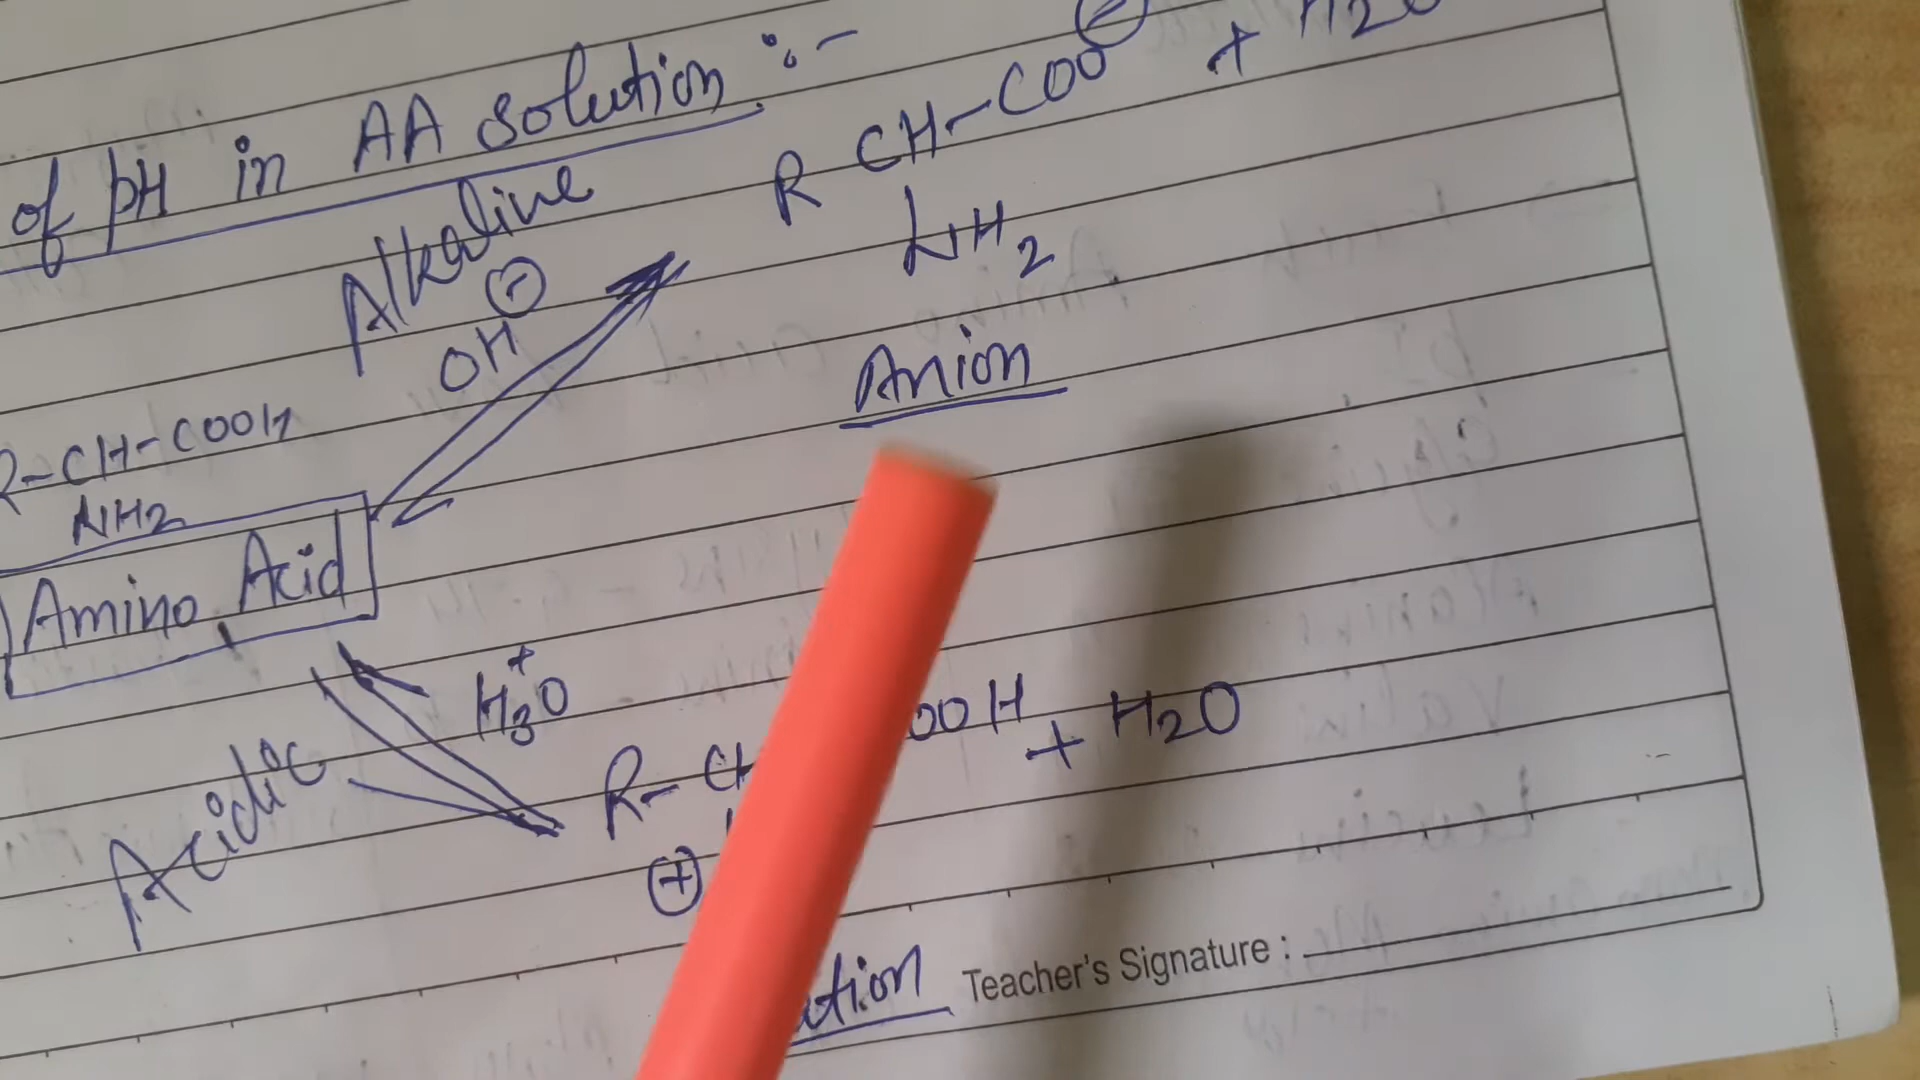 of pH in AA solution :-
Alkaline
OH ⊖
R CH-COO⊖ + H2O
NH2
Anion
R-CH-COOH
NH2
Amino Acid
H3O+
Acidic
R- CH OOH + H2O
⊕
ation
Teacher's Signature :